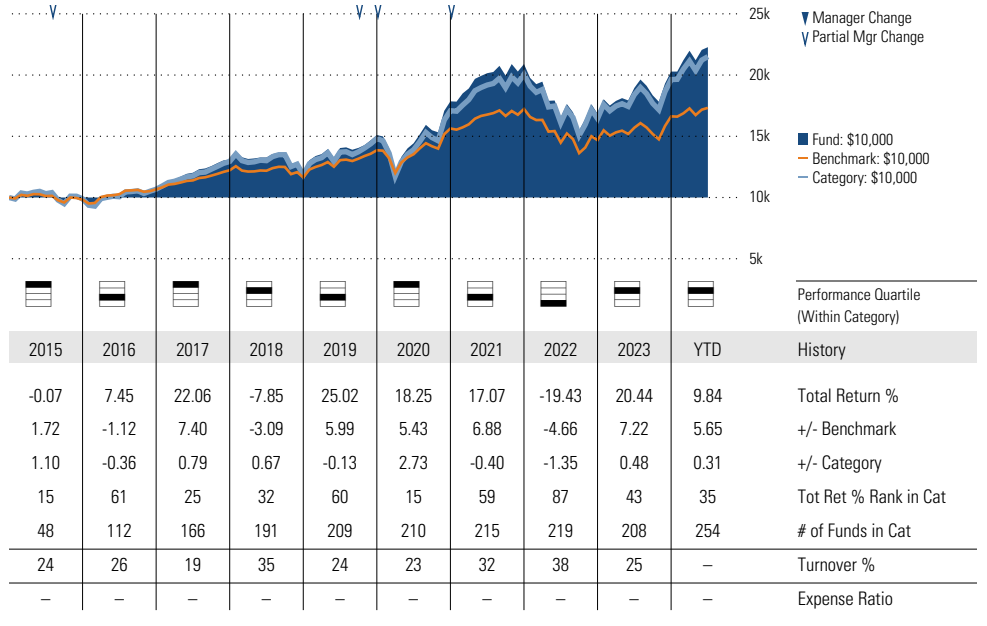 25k
20k
15k
10k
5k
Manager Change
Partial Mgr Change
Fund: $10,000
Benchmark: $10,000
Category: $10,000
Performance Quartile
(Within Category)
2015 2016 2017 2018 2019 2020 2021 2022 2023 YTD History
-0.07 7.45 22.06 -7.85 25.02 18.25 17.07 -19.43 20.44 9.84 Total Return %
1.72 -1.12 7.40 -3.09 5.99 5.43 6.88 -4.66 7.22 5.65 +/- Benchmark
1.10 -0.36 0.79 0.67 -0.13 2.73 -0.40 -1.35 0.48 0.31 +/- Category
15 61 25 32 60 15 59 87 43 35 Tot Ret % Rank in Cat
48 112 166 191 209 210 215 219 208 254 # of Funds in Cat
24 26 19 35 24 23 32 38 25 – Turnover %
– – – – – – – – – – Expense Ratio